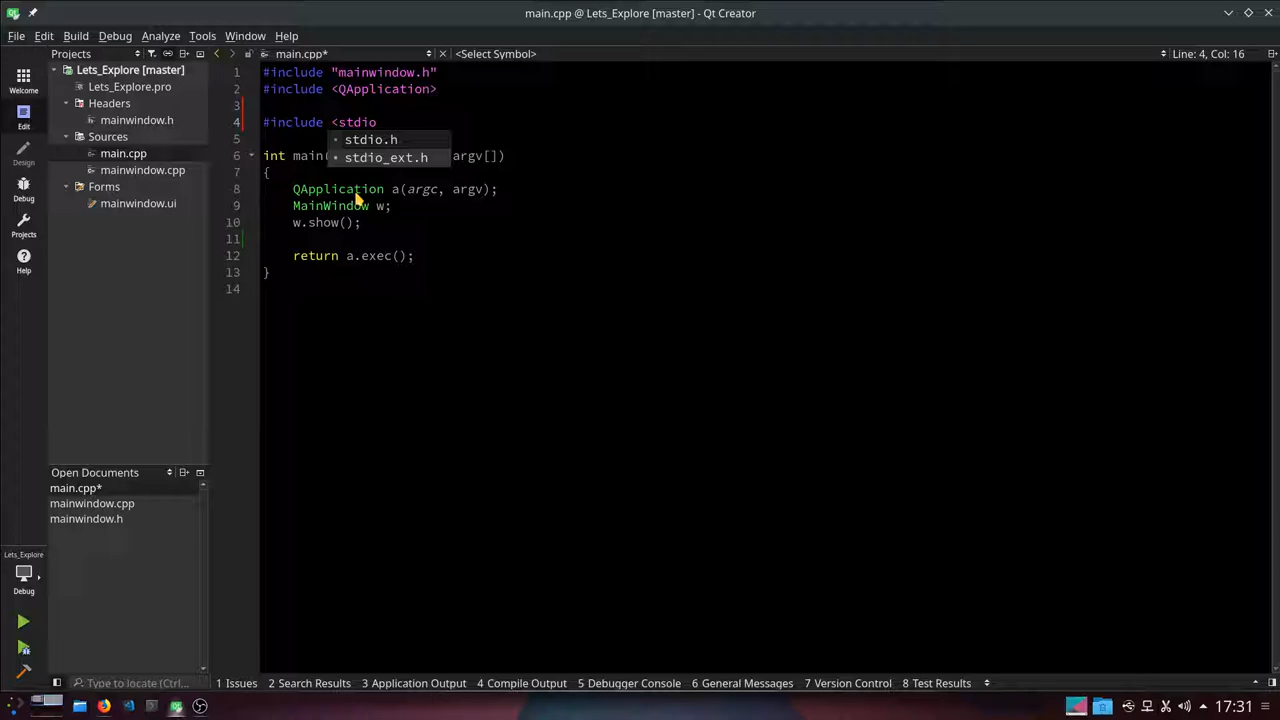 main.cpp @ Lets_Explore [master] - Qt Creator
File Edit Build Debug Analyze Tools Window Help
Projects main.cpp* <Select Symbol> Line: 4, Col: 16
Welcome
Edit
Design
Debug
Projects
Help
Lets_Explore [master]
Lets_Explore.pro
Headers
mainwindow.h
Sources
main.cpp
mainwindow.cpp
Forms
mainwindow.ui
1 #include "mainwindow.h"
2 #include <QApplication>
3
4 #include <stdio
stdio.h
5
stdio_ext.h
6 int main( argv[])
7 {
8 QApplication a(argc, argv);
9 MainWindow w;
10 w.show();
11
12 return a.exec();
13 }
14
Open Documents
main.cpp*
mainwindow.cpp
mainwindow.h
Lets_Explore
Debug
Type to locate (Ctrl... 1 Issues 2 Search Results 3 Application Output 4 Compile Output 5 Debugger Console 6 General Messages 7 Version Control 8 Test Results
17:31